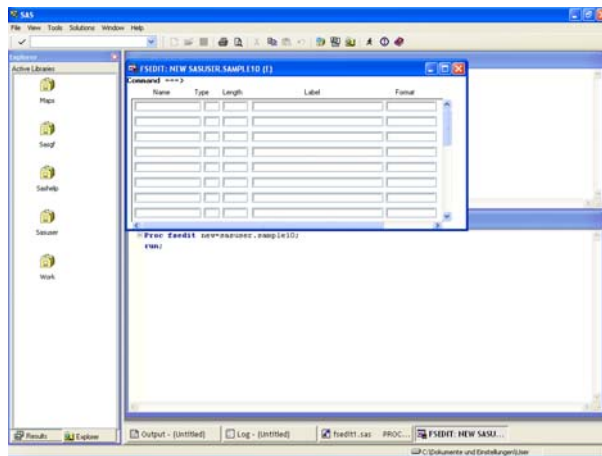 SAS
File View Tools Solutions Window Help
Explorer
Active Libraries
Maps
Sasgf
Sashelp
Sasuser
Work
FSEDIT: NEW SASUSER.SAMPLE10 (E)
Command ===>
Name Type Length Label Format
Proc fsedit new=sasuser.sample10;
run;
Results Explorer
Output - (Untitled) Log - (Untitled) fsedit1.sas PROC... FSEDIT: NEW SASU...
C:\Dokumente und Einstellungen\User